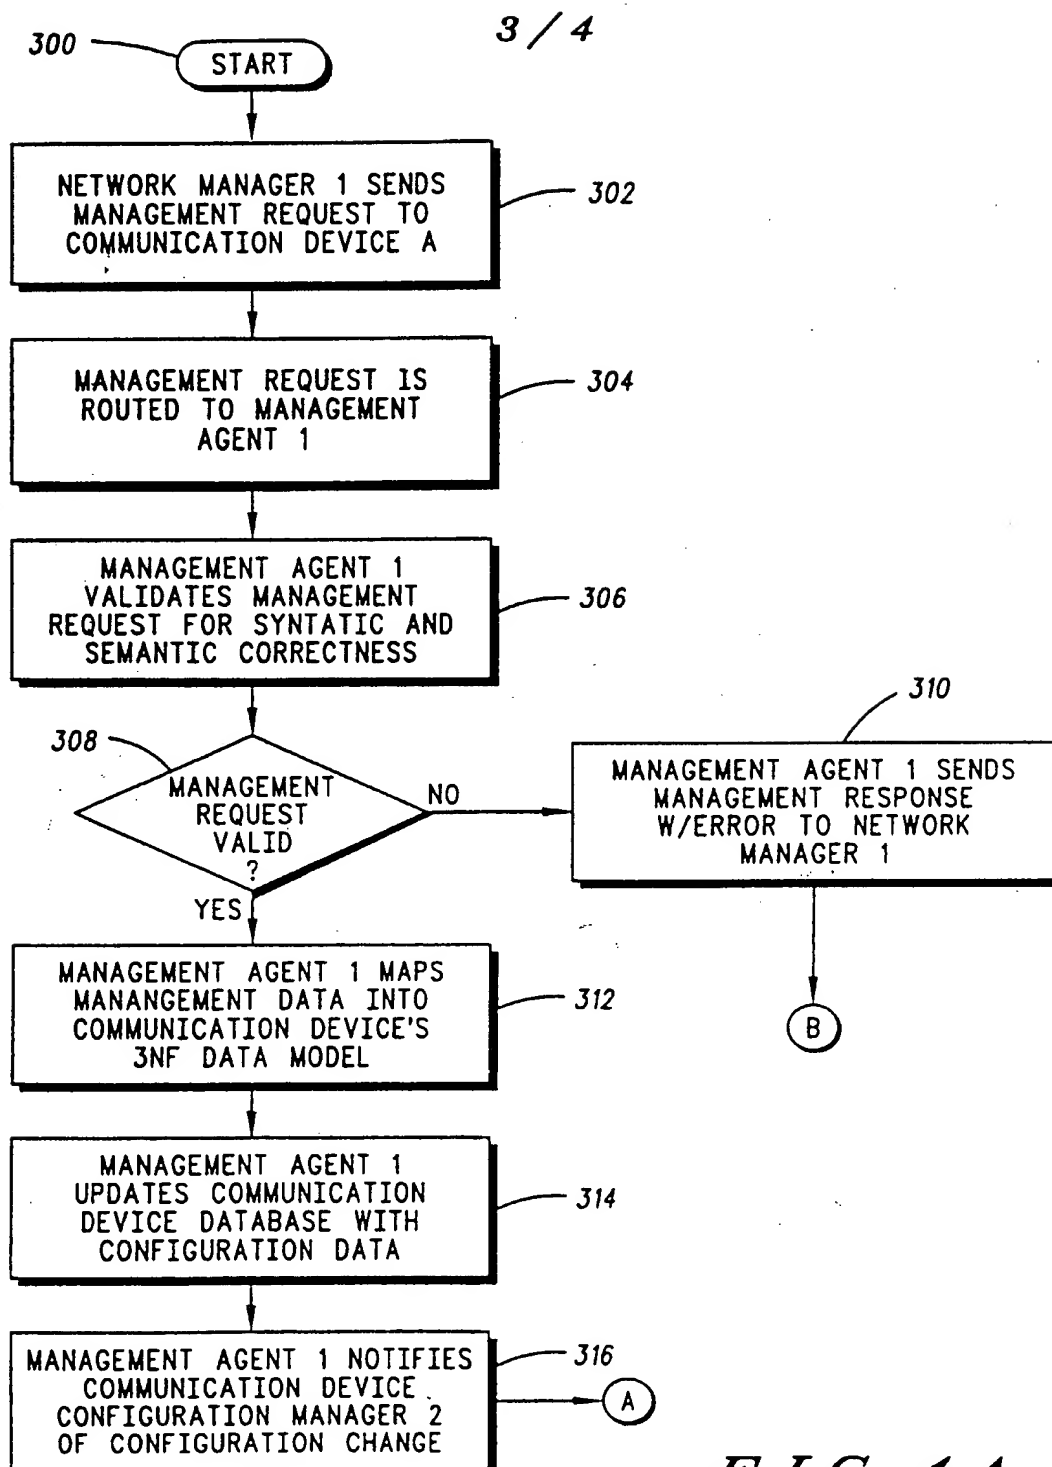 3/4
300
START
NETWORK MANAGER 1 SENDS
MANAGEMENT REQUEST TO
COMMUNICATION DEVICE A
302
MANAGEMENT REQUEST IS
ROUTED TO MANAGEMENT
AGENT 1
304
MANAGEMENT AGENT 1
VALIDATES MANAGEMENT
REQUEST FOR SYNTATIC AND
SEMANTIC CORRECTNESS
306
308
MANAGEMENT
REQUEST
VALID
?
NO
YES
310
MANAGEMENT AGENT 1 SENDS
MANAGEMENT RESPONSE
W/ERROR TO NETWORK
MANAGER 1
B
MANAGEMENT AGENT 1 MAPS
MANANGEMENT DATA INTO
COMMUNICATION DEVICE'S
3NF DATA MODEL
312
MANAGEMENT AGENT 1
UPDATES COMMUNICATION
DEVICE DATABASE WITH
CONFIGURATION DATA
314
MANAGEMENT AGENT 1 NOTIFIES
COMMUNICATION DEVICE
CONFIGURATION MANAGER 2
OF CONFIGURATION CHANGE
316
A